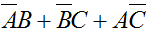 A̅B + B̅C + AC̅